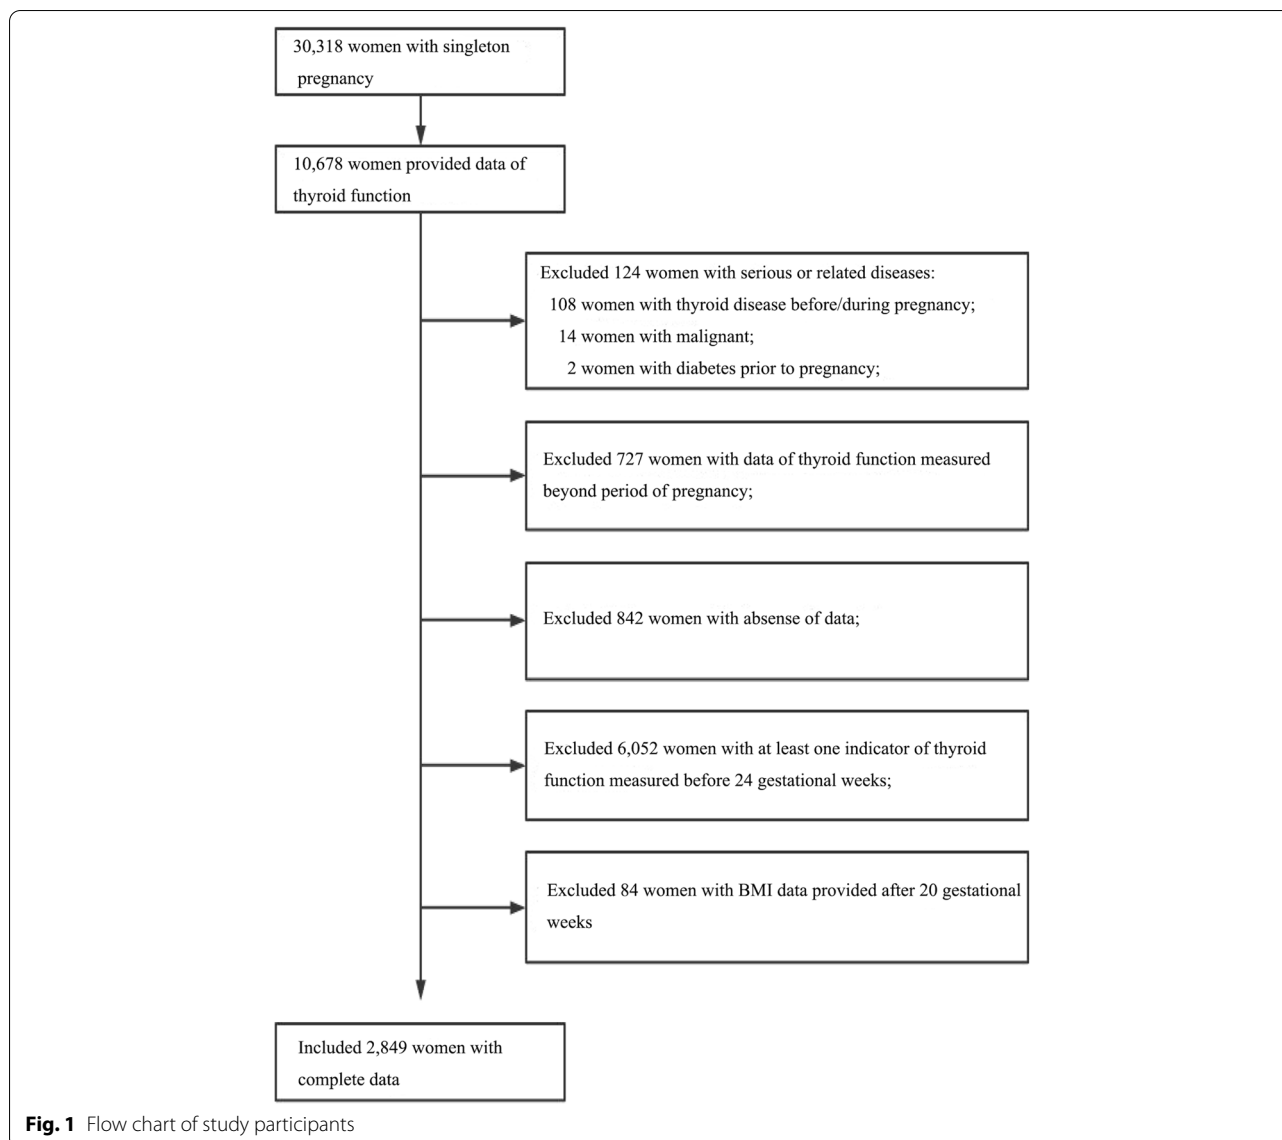 30,318 women with singleton
pregnancy
10,678 women provided data of
thyroid function
Excluded 124 women with serious or related diseases:
108 women with thyroid disease before/during pregnancy;
14 women with malignant;
2 women with diabetes prior to pregnancy;
Excluded 727 women with data of thyroid function measured
beyond period of pregnancy;
Excluded 842 women with absense of data;
Excluded 6,052 women with at least one indicator of thyroid
function measured before 24 gestational weeks;
Excluded 84 women with BMI data provided after 20 gestational
weeks
Included 2,849 women with
complete data
Fig. 1 Flow chart of study participants